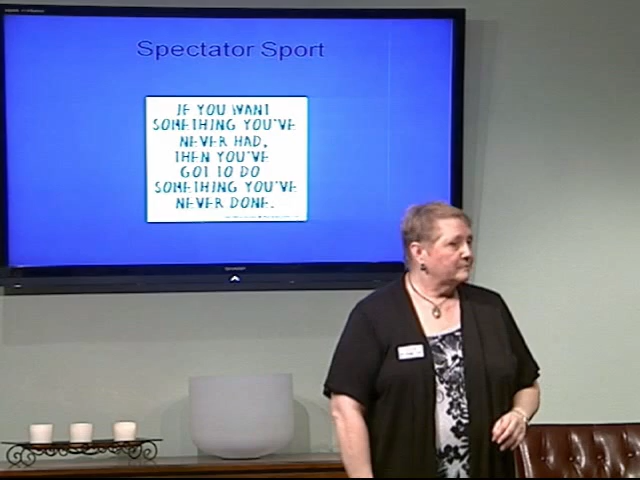 Spectator Sport
IF YOU WANT
SOMETHING YOU'VE
NEVER HAD,
THEN YOU'VE
GOT TO DO
SOMETHING YOU'VE
NEVER DONE.
SHARP